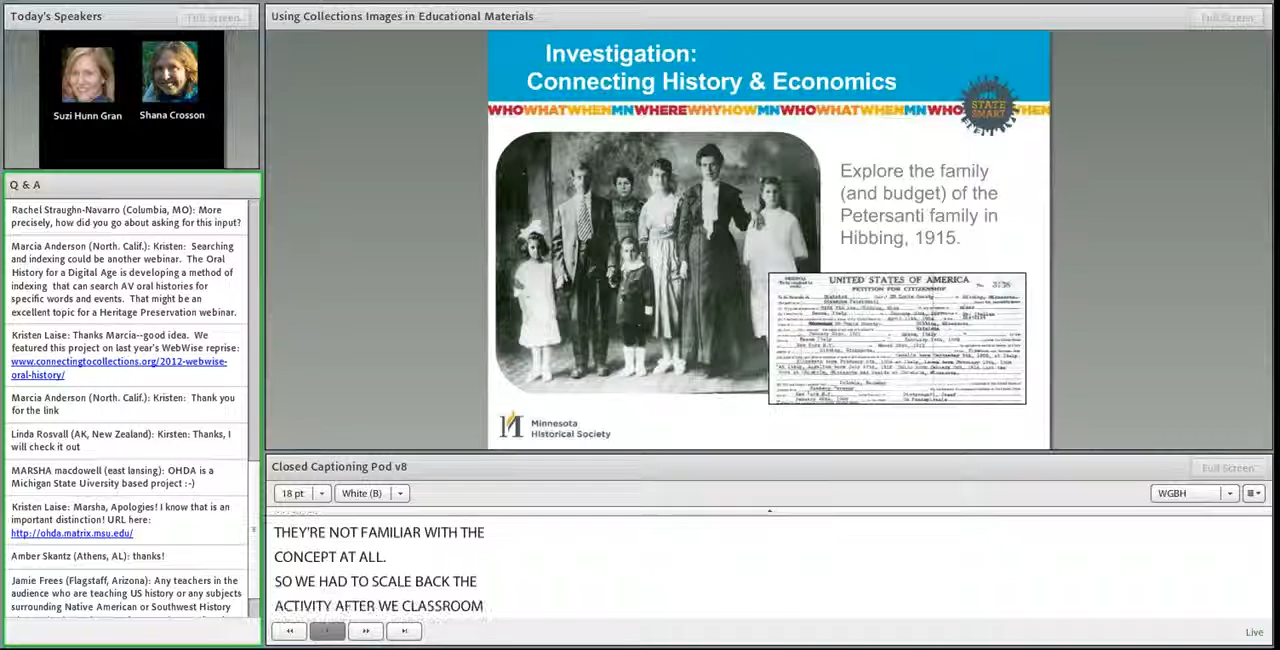 Today's Speakers
Full Screen
Suzi Hunn Gran
Shana Crosson
Q & A
Rachel Straughn-Navarro (Columbia, MO): More
precisely, how did you go about asking for this input?
Marcia Anderson (North. Calif.): Kristen: Searching
and indexing could be another webinar. The Oral
History for a Digital Age is developing a method of
indexing that can search AV oral histories for
specific words and events. That might be an
excellent topic for a Heritage Preservation webinar.
Kristen Laise: Thanks Marcia--good idea. We
featured this project on last year's WebWise reprise:
www.connectingtocollections.org/2012-webwise-
oral-history/
Marcia Anderson (North. Calif.): Kristen: Thank you
for the link
Linda Rosvall (AK, New Zealand): Kirsten: Thanks, I
will check it out
MARSHA macdowell (east lansing): OHDA is a
Michigan State Uiversity based project :-)
Kristen Laise: Marsha, Apologies! I know that is an
important distinction! URL here:
http://ohda.matrix.msu.edu/
Amber Skantz (Athens, AL): thanks!
Jamie Frees (Flagstaff, Arizona): Any teachers in the
audience who are teaching US history or any subjects
surrounding Native American or Southwest History
Using Collections Images in Educational Materials
Full Screen
Investigation:
Connecting History & Economics
WHOWHATWHENMNWHEREWHYHOWMNWHOWHATWHENMNWHO
STATE
SMART
THEN
Explore the family
(and budget) of the
Petersanti family in
Hibbing, 1915.
UNITED STATES OF AMERICA
PETITION FOR CITIZENSHIP
No.
Minnesota
Historical Society
Closed Captioning Pod v8
Full Screen
18 pt
White (B)
WGBH
THEY'RE NOT FAMILIAR WITH THE
CONCEPT AT ALL.
SO WE HAD TO SCALE BACK THE
ACTIVITY AFTER WE CLASSROOM
Live